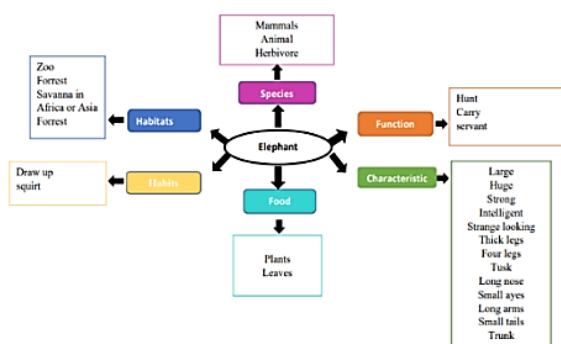 Mammals
Animal
Herbivore
Species
Zoo
Forrest
Savanna in
Africa or Asia
Forrest
Habitats
Hunt
Carry
servant
Function
Elephant
Draw up
squirt
Habits
Food
Plants
Leaves
Characteristic
Large
Huge
Strong
Intelligent
Strange looking
Thick legs
Four legs
Tusk
Long nose
Small ayes
Long arms
Small tails
Trunk